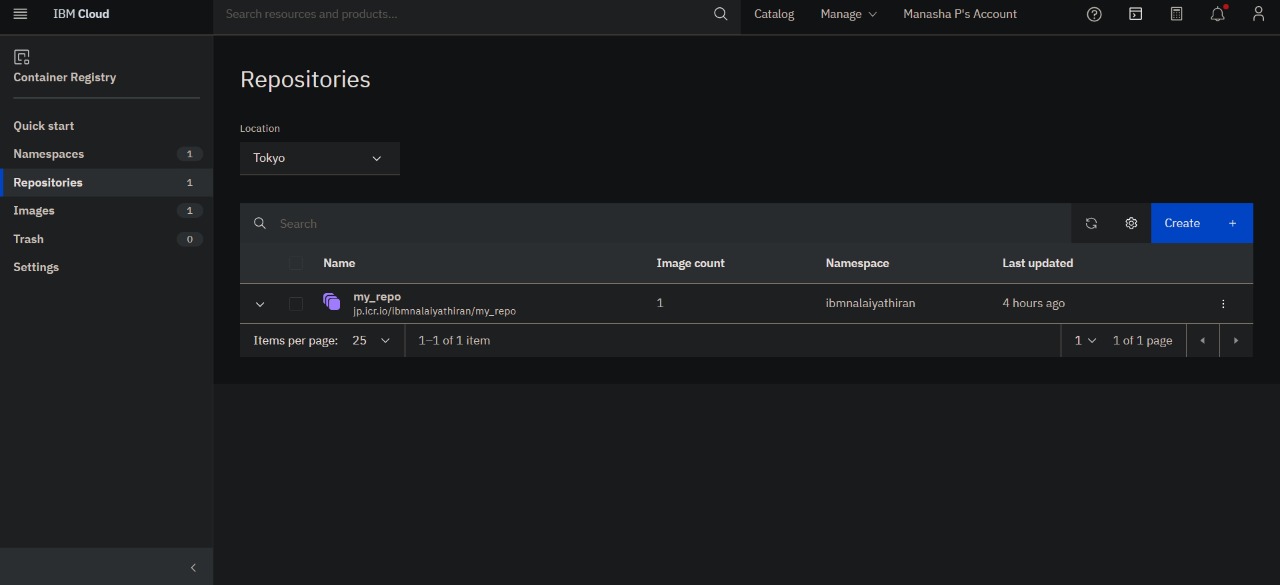 IBM Cloud
Search resources and products...
Catalog
Manage
Manasha P's Account
Container Registry
Quick start
Namespaces 1
Repositories 1
Images 1
Trash 0
Settings
Repositories
Location
Tokyo
Search
Create +
Name Image count Namespace Last updated
my_repo
jp.icr.io/ibmnalaiyathiran/my_repo
1 ibmnalaiyathiran 4 hours ago
Items per page: 25 1–1 of 1 item 1 1 of 1 page